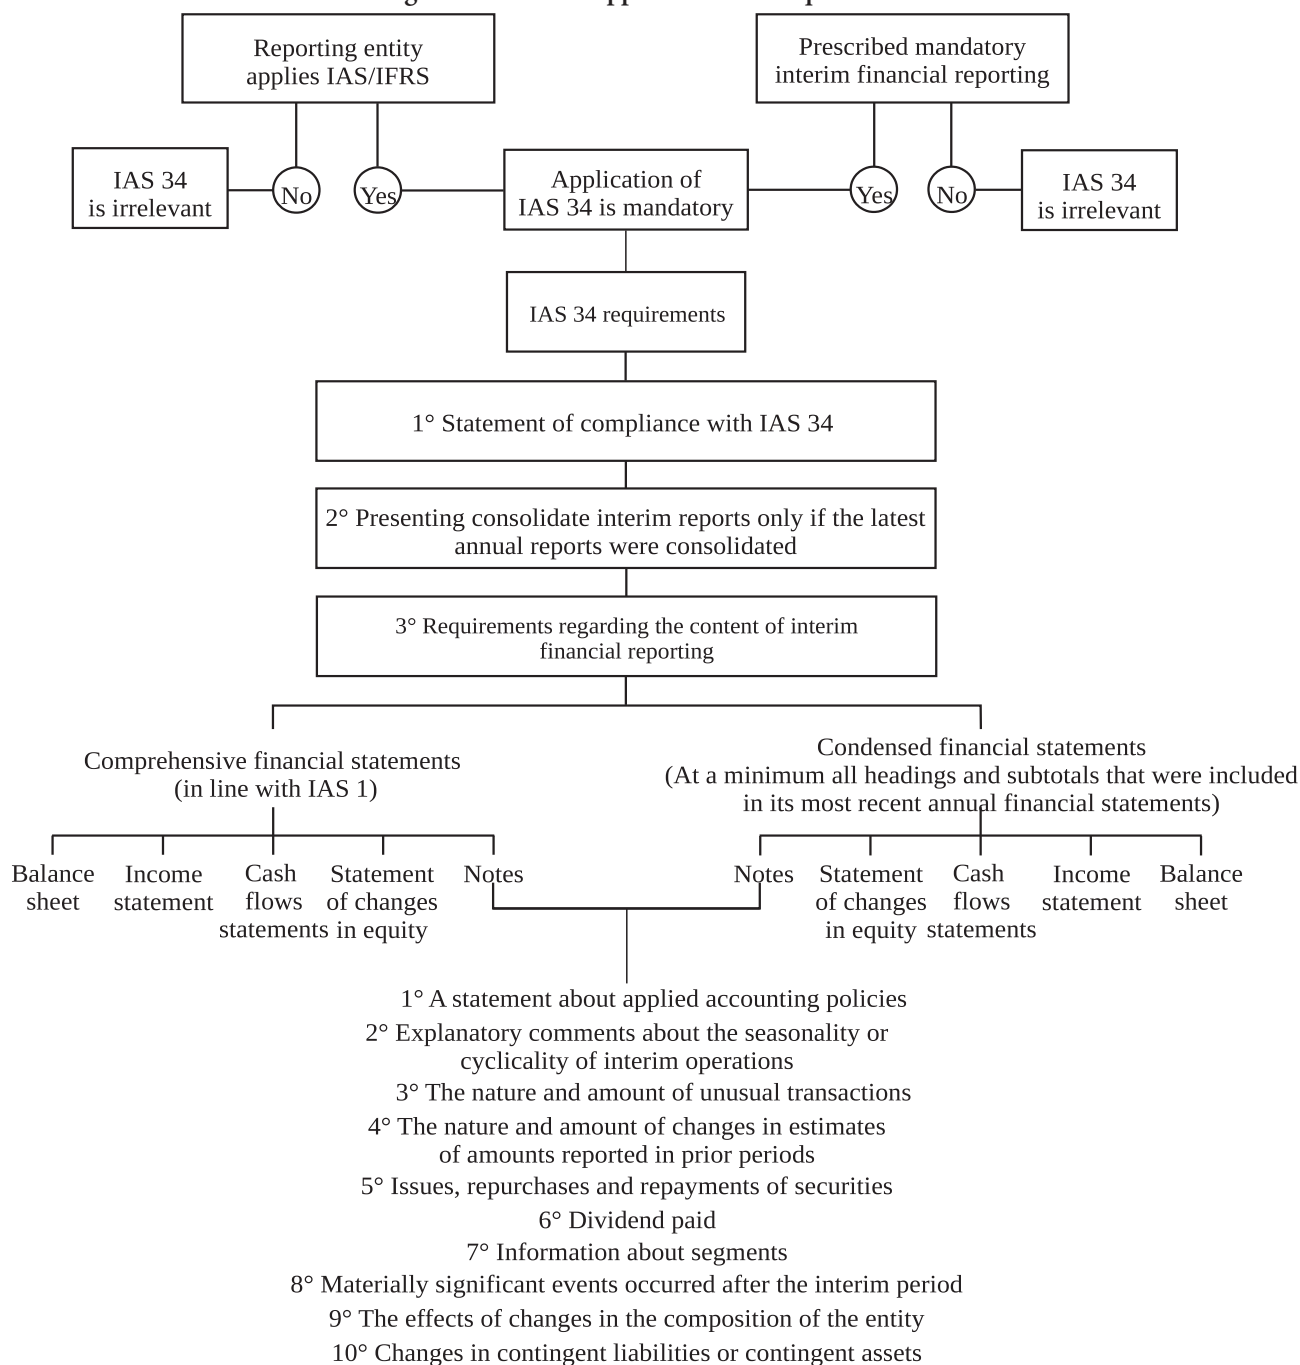 Reporting entity
applies IAS/IFRS
Prescribed mandatory
interim financial reporting
IAS 34
is irrelevant
No
Yes
Application of
IAS 34 is mandatory
Yes
No
IAS 34
is irrelevant
IAS 34 requirements
1° Statement of compliance with IAS 34
2° Presenting consolidate interim reports only if the latest
annual reports were consolidated
3° Requirements regarding the content of interim
financial reporting
Comprehensive financial statements
(in line with IAS 1)
Condensed financial statements
(At a minimum all headings and subtotals that were included
in its most recent annual financial statements)
Balance
sheet
Income
statement
Cash
flows
statements
Statement
of changes
in equity
Notes
Notes
Statement
of changes
in equity
Cash
flows
statements
Income
statement
Balance
sheet
1° A statement about applied accounting policies
2° Explanatory comments about the seasonality or
cyclicality of interim operations
3° The nature and amount of unusual transactions
4° The nature and amount of changes in estimates
of amounts reported in prior periods
5° Issues, repurchases and repayments of securities
6° Dividend paid
7° Information about segments
8° Materially significant events occurred after the interim period
9° The effects of changes in the composition of the entity
10° Changes in contingent liabilities or contingent assets